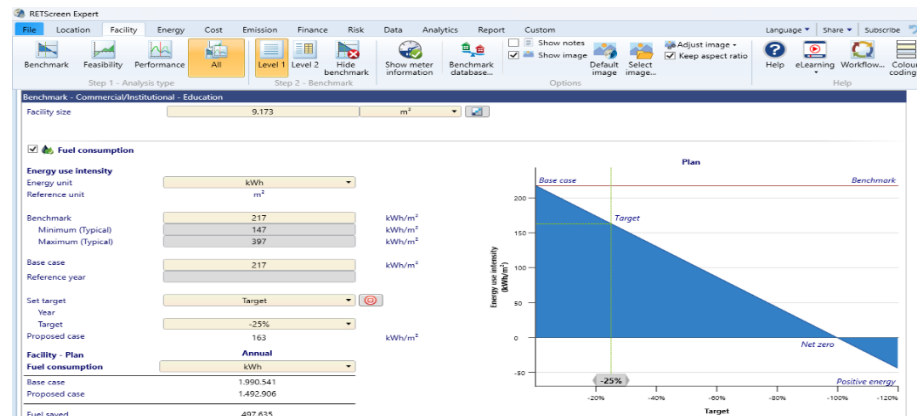 RETScreen Expert
File Location Facility Energy Cost Emission Finance Risk Data Analytics Report Custom Language Share Subscribe
Benchmark Feasibility Performance All Level 1 Level 2 Hide benchmark Show meter information Benchmark database... Show notes Show image Default image Select image... Adjust image Keep aspect ratio Help eLearning Workflow... Colour coding
Step 1 - Analysis type Step 2 - Benchmark Options Help
Benchmark - Commercial/Institutional - Education
Facility size 9.173 m²
Fuel consumption
Energy use intensity
Energy unit kWh
Reference unit m²
Benchmark 217 kWh/m²
Minimum (Typical) 147 kWh/m²
Maximum (Typical) 397 kWh/m²
Base case 217 kWh/m²
Reference year
Set target Target
Year
Target -25%
Proposed case 163 kWh/m²
Facility - Plan Annual
Fuel consumption kWh
Base case 1.990.541
Proposed case 1.492.906
Fuel saved 497.635
Plan
Base case Benchmark
Target
Net zero
Positive energy
Energy use intensity
(kWh/m²)
200
150
100
50
0
-50
-25%
-20% -40% -60% -80% -100% -120%
Target